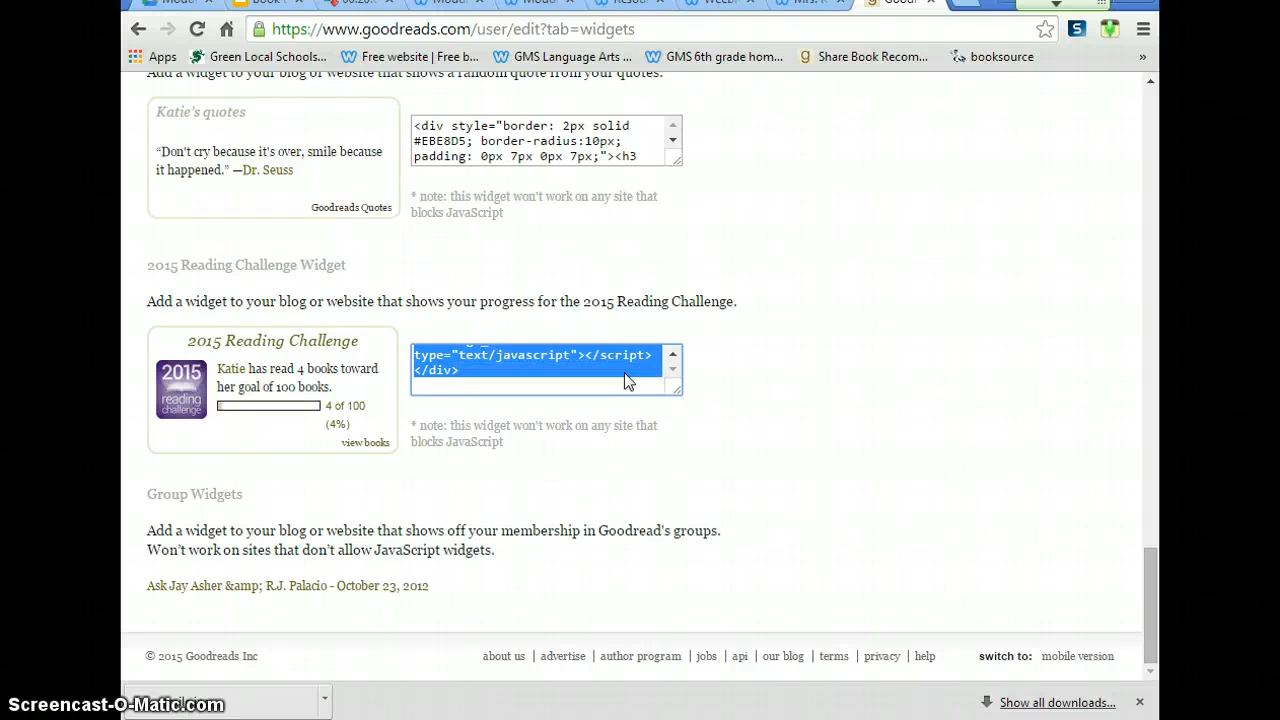 https://www.goodreads.com/user/edit?tab=widgets
Apps
Green Local Schools...
Free website | Free b...
GMS Language Arts ...
GMS 6th grade hom...
Share Book Recom...
booksource
»
Add a widget to your blog or website that shows a random quote from your quotes.
Katie's quotes
“Don't cry because it's over, smile because
it happened.” —Dr. Seuss
Goodreads Quotes
<div style="border: 2px solid
#EBE8D5; border-radius:10px;
padding: 0px 7px 0px 7px;"><h3
* note: this widget won't work on any site that
blocks JavaScript
2015 Reading Challenge Widget
Add a widget to your blog or website that shows your progress for the 2015 Reading Challenge.
2015 Reading Challenge
2015
reading
challenge
Katie has read 4 books toward
her goal of 100 books.
4 of 100
(4%)
view books
type="text/javascript"></script>
</div>
* note: this widget won't work on any site that
blocks JavaScript
Group Widgets
Add a widget to your blog or website that shows off your membership in Goodread's groups.
Won't work on sites that don't allow JavaScript widgets.
Ask Jay Asher &amp; R.J. Palacio - October 23, 2012
© 2015 Goodreads Inc
about us | advertise | author program | jobs | api | our blog | terms | privacy | help
switch to: mobile version
Screencast-O-Matic.com
Show all downloads...